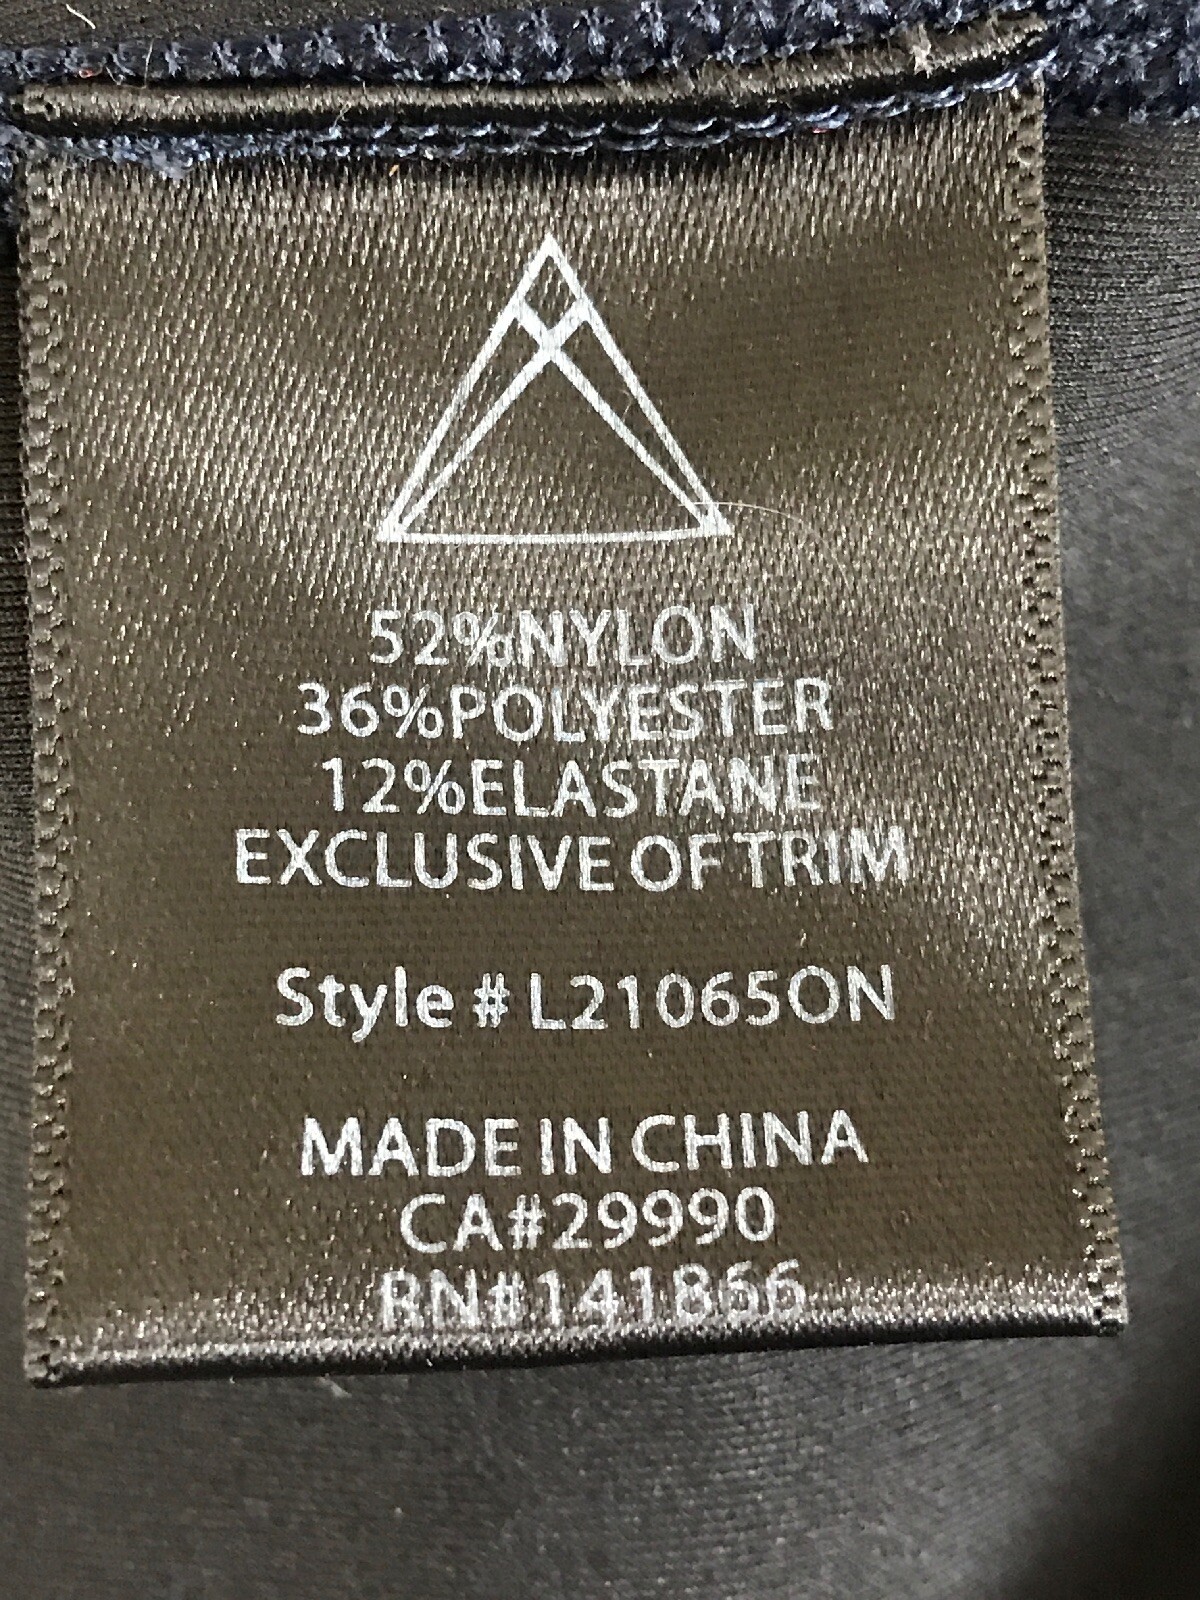 52%NYLON
36%POLYESTER
12%ELASTANE
EXCLUSIVE OF TRIM
Style # L21065ON
MADE IN CHINA
CA#29990
RN#141866